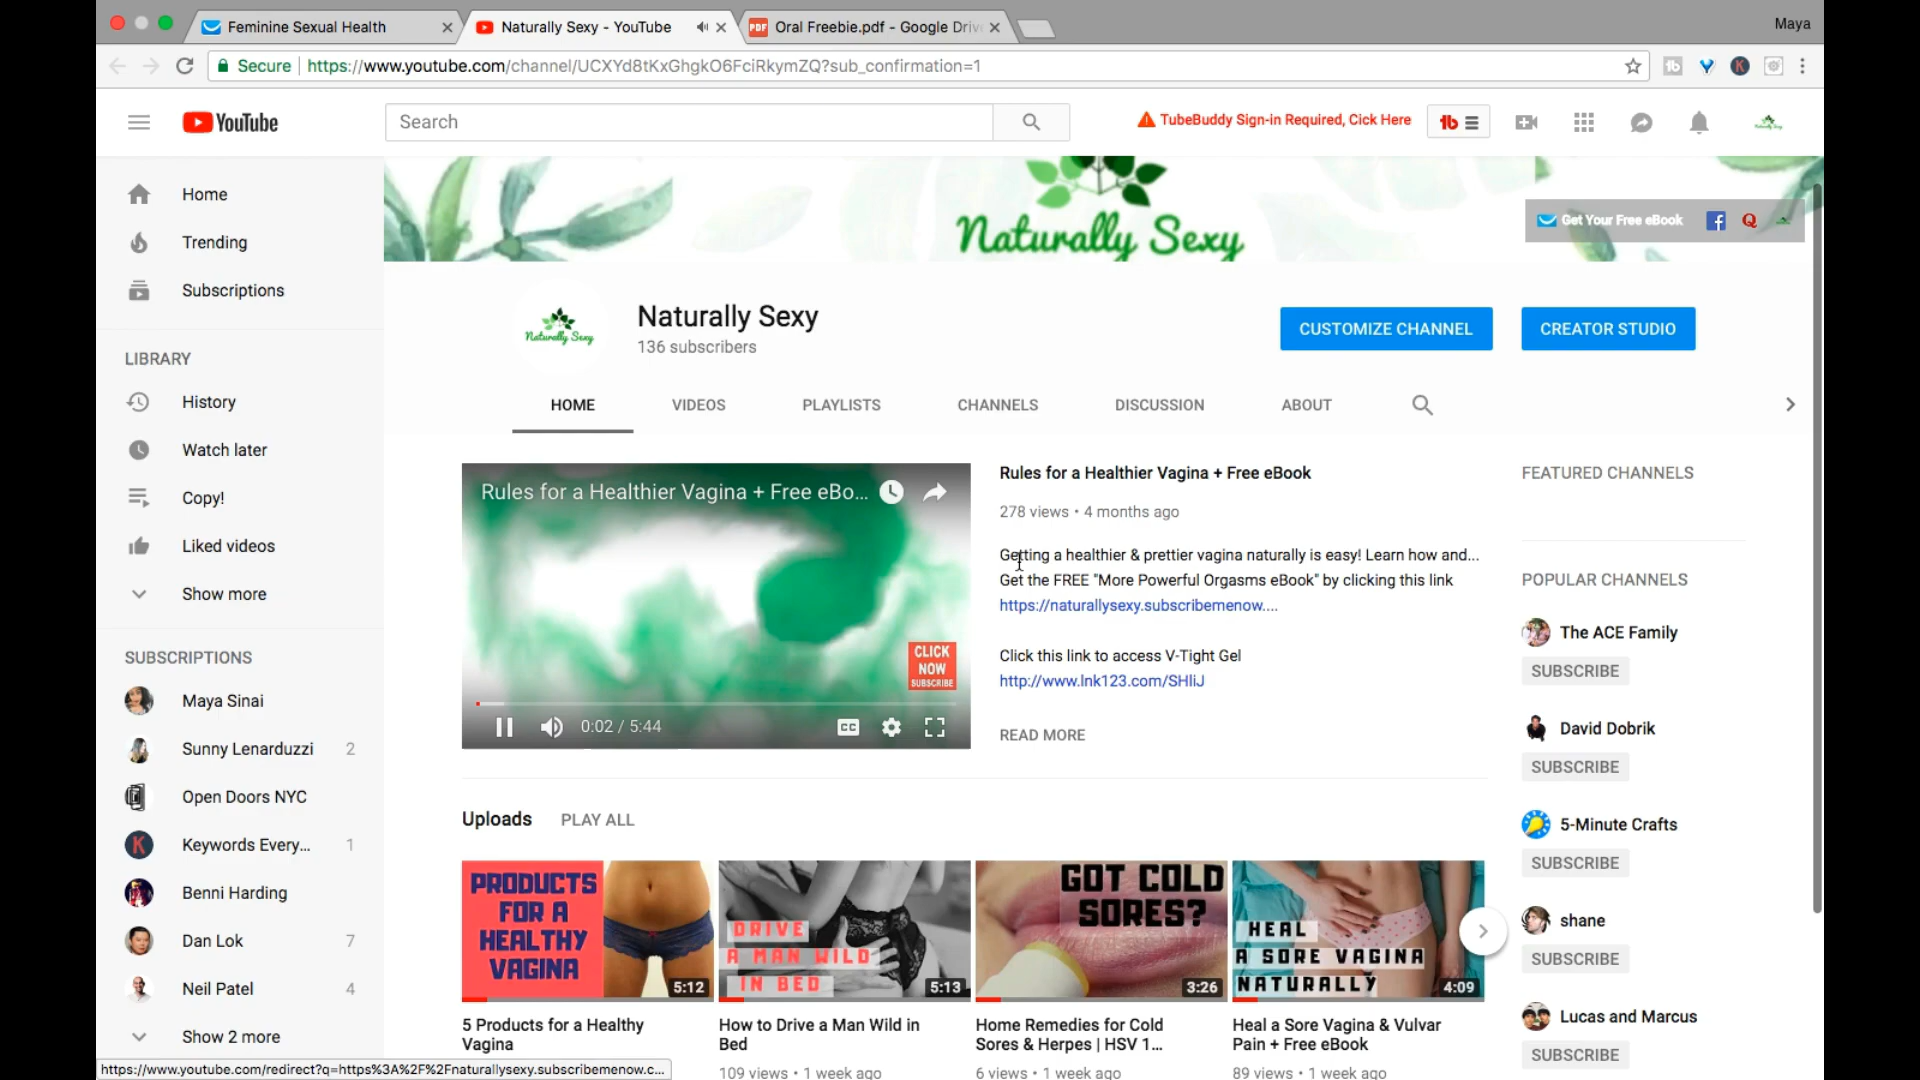 Feminine Sexual Health
Naturally Sexy - YouTube
PDF Oral Freebie.pdf - Google Driv
Maya
Secure https://www.youtube.com/channel/UCXYd8tKxGhgkO6FciRkymZQ?sub_confirmation=1
YouTube
Search
TubeBuddy Sign-in Required, Cick Here
Naturally Sexy
Get Your Free eBook
Home
Trending
Subscriptions
LIBRARY
History
Watch later
Copy!
Liked videos
Show more
SUBSCRIPTIONS
Maya Sinai
Sunny Lenarduzzi 2
Open Doors NYC
Keywords Every... 1
Benni Harding
Dan Lok 7
Neil Patel 4
Show 2 more
Naturally Sexy
Naturally Sexy
136 subscribers
CUSTOMIZE CHANNEL
CREATOR STUDIO
HOME
VIDEOS
PLAYLISTS
CHANNELS
DISCUSSION
ABOUT
Rules for a Healthier Vagina + Free eBo...
CLICK
NOW
SUBSCRIBE
0:02 / 5:44
CC
Rules for a Healthier Vagina + Free eBook
278 views • 4 months ago
Getting a healthier & prettier vagina naturally is easy! Learn how and...
Get the FREE "More Powerful Orgasms eBook" by clicking this link
https://naturallysexy.subscribemenow....
Click this link to access V-Tight Gel
http://www.lnk123.com/SHliJ
READ MORE
FEATURED CHANNELS
POPULAR CHANNELS
The ACE Family
SUBSCRIBE
David Dobrik
SUBSCRIBE
5-Minute Crafts
SUBSCRIBE
shane
SUBSCRIBE
Lucas and Marcus
SUBSCRIBE
Uploads PLAY ALL
PRODUCTS
FOR A
HEALTHY
VAGINA
5:12
5 Products for a Healthy
Vagina
DRIVE
A MAN WILD
IN BED
5:13
How to Drive a Man Wild in
Bed
109 views • 1 week ago
GOT COLD
SORES?
3:26
Home Remedies for Cold
Sores & Herpes | HSV 1...
6 views • 1 week ago
HEAL
A SORE VAGINA
NATURALLY
4:09
Heal a Sore Vagina & Vulvar
Pain + Free eBook
89 views • 1 week ago
https://www.youtube.com/redirect?q=https%3A%2F%2Fnaturallysexy.subscribemenow.c...